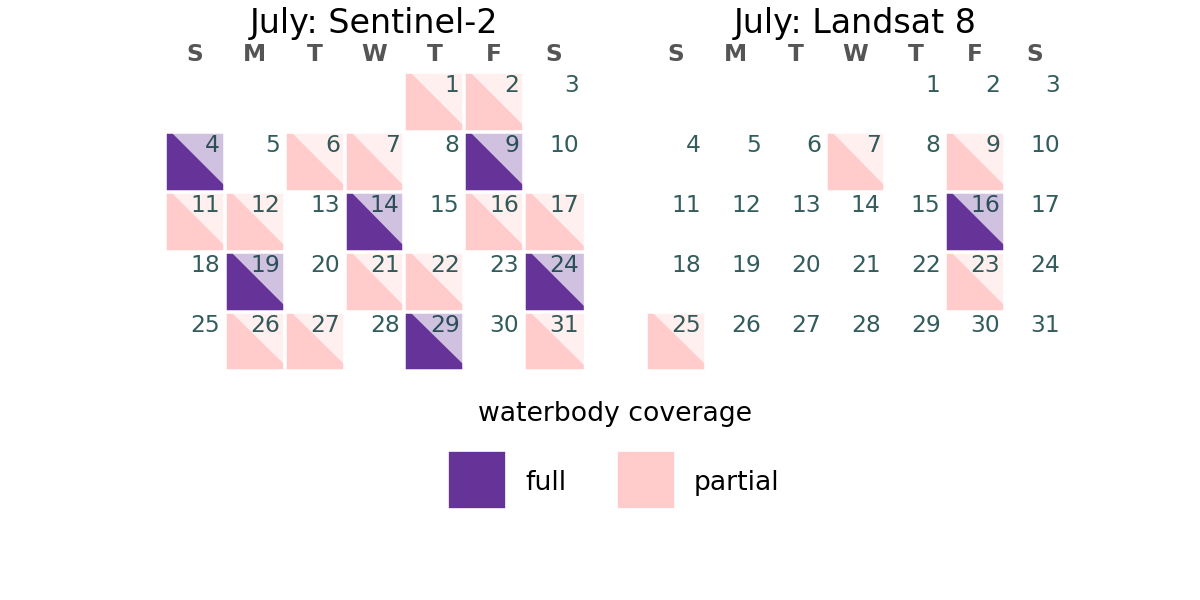 July: Sentinel-2
S M T W T F S
1 2 3
4 5 6 7 8 9 10
11 12 13 14 15 16 17
18 19 20 21 22 23 24
25 26 27 28 29 30 31
July: Landsat 8
S M T W T F S
1 2 3
4 5 6 7 8 9 10
11 12 13 14 15 16 17
18 19 20 21 22 23 24
25 26 27 28 29 30 31
waterbody coverage
full
partial